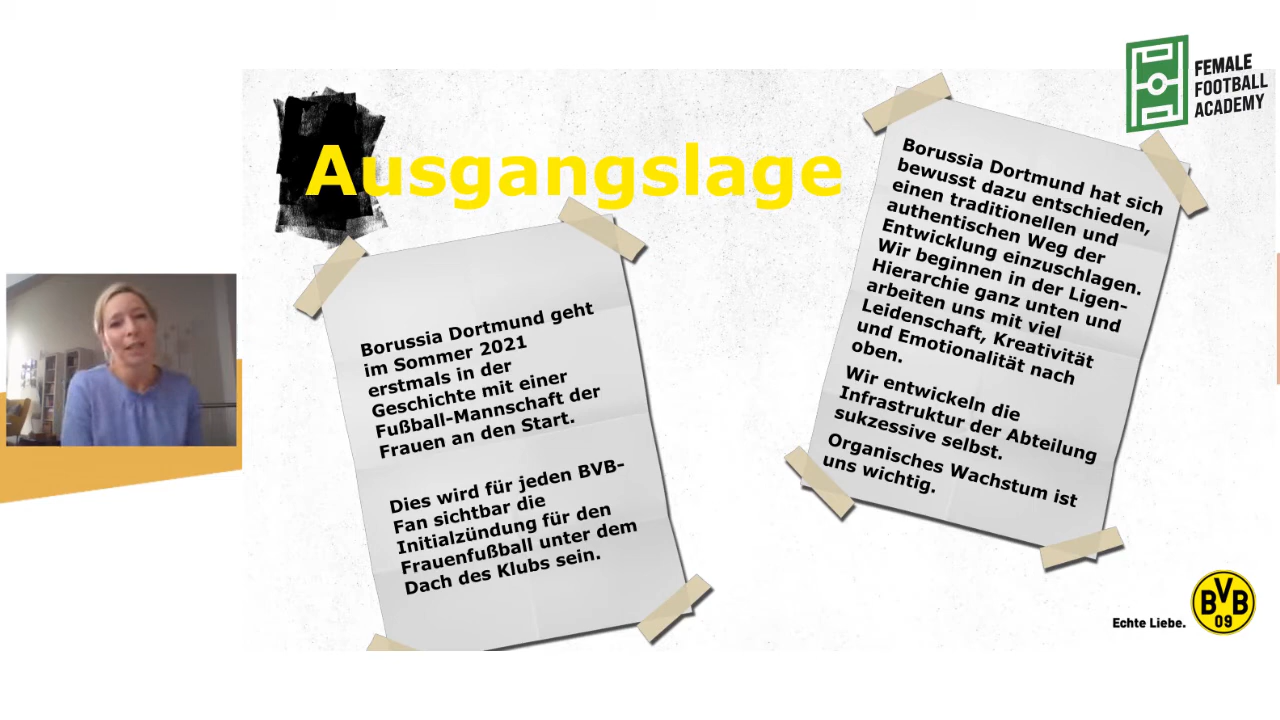 Ausgangslage
Borussia Dortmund geht
im Sommer 2021
erstmals in der
Geschichte mit einer
Fußball-Mannschaft der
Frauen an den Start.
Dies wird für jeden BVB-
Fan sichtbar die
Initialzündung für den
Frauenfußball unter dem
Dach des Klubs sein.
Borussia Dortmund hat sich
bewusst dazu entschieden,
einen traditionellen und
authentischen Weg der
Entwicklung einzuschlagen.
Wir beginnen in der Ligen-
Hierarchie ganz unten und
arbeiten uns mit viel
Leidenschaft, Kreativität
und Emotionalität nach
oben.
Wir entwickeln die
Infrastruktur der Abteilung
sukzessive selbst.
Organisches Wachstum ist
uns wichtig.
FEMALE
FOOTBALL
ACADEMY
Echte Liebe.
BVB
09